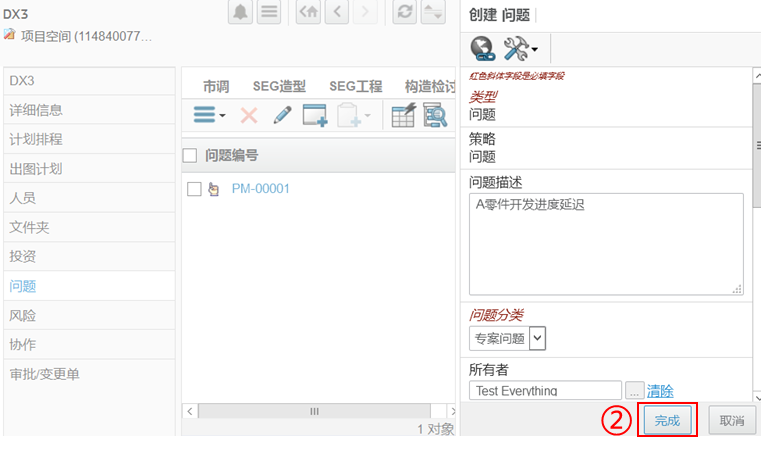 DX3
项目空间 (114840077...
DX3
详细信息
计划排程
出图计划
人员
文件夹
投资
问题
风险
协作
审批/变更单
市调 SEG造型 SEG工程 构造检讨
问题编号
PM-00001
1 对象
创建 问题
红色斜体字段是必填字段
类型
问题
策略
问题
问题描述
A零件开发进度延迟
问题分类
专案问题
所有者
Test Everything ... 清除
② 完成 取消